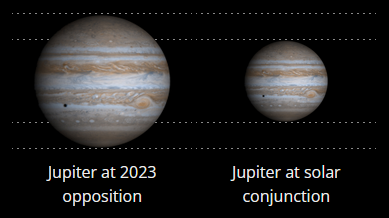 Jupiter at 2023
opposition
Jupiter at solar
conjunction